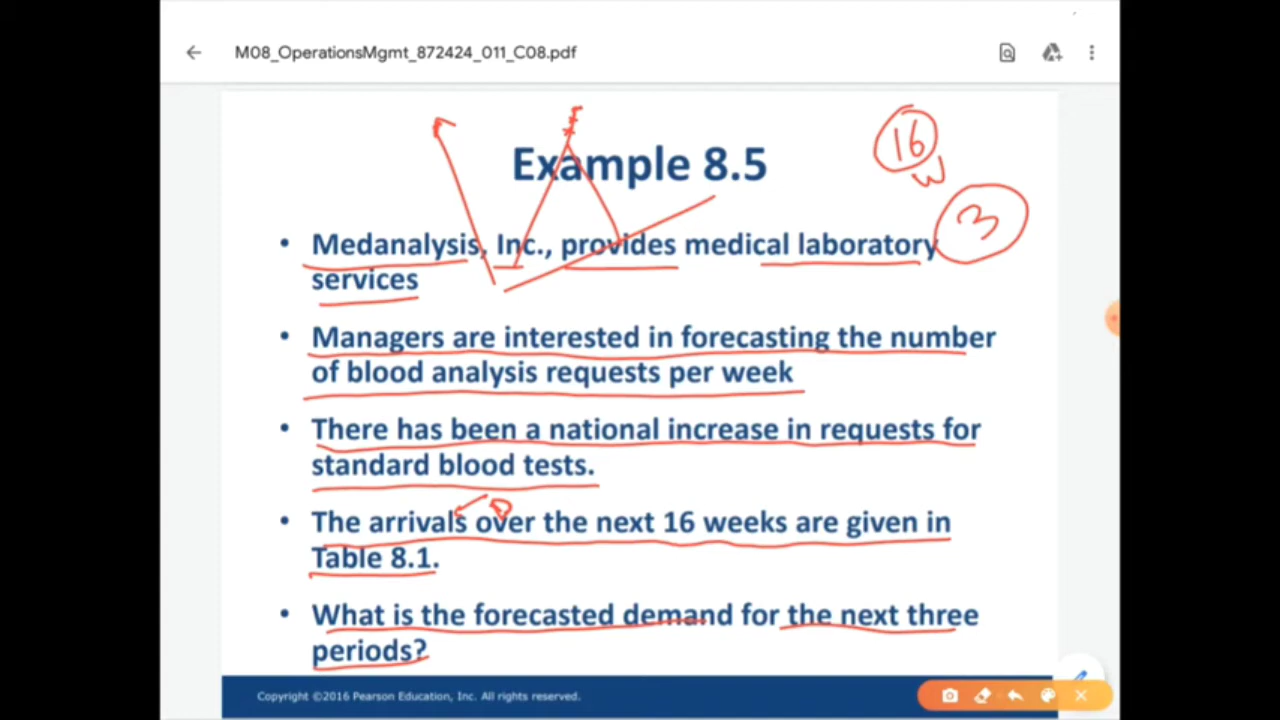 M08_OperationsMgmt_872424_011_C08.pdf
Example 8.5
16
W
3
• Medanalysis, Inc., provides medical laboratory
services
• Managers are interested in forecasting the number
of blood analysis requests per week
• There has been a national increase in requests for
standard blood tests.
D
• The arrivals over the next 16 weeks are given in
Table 8.1.
• What is the forecasted demand for the next three
periods?
Copyright ©2016 Pearson Education, Inc. All rights reserved.